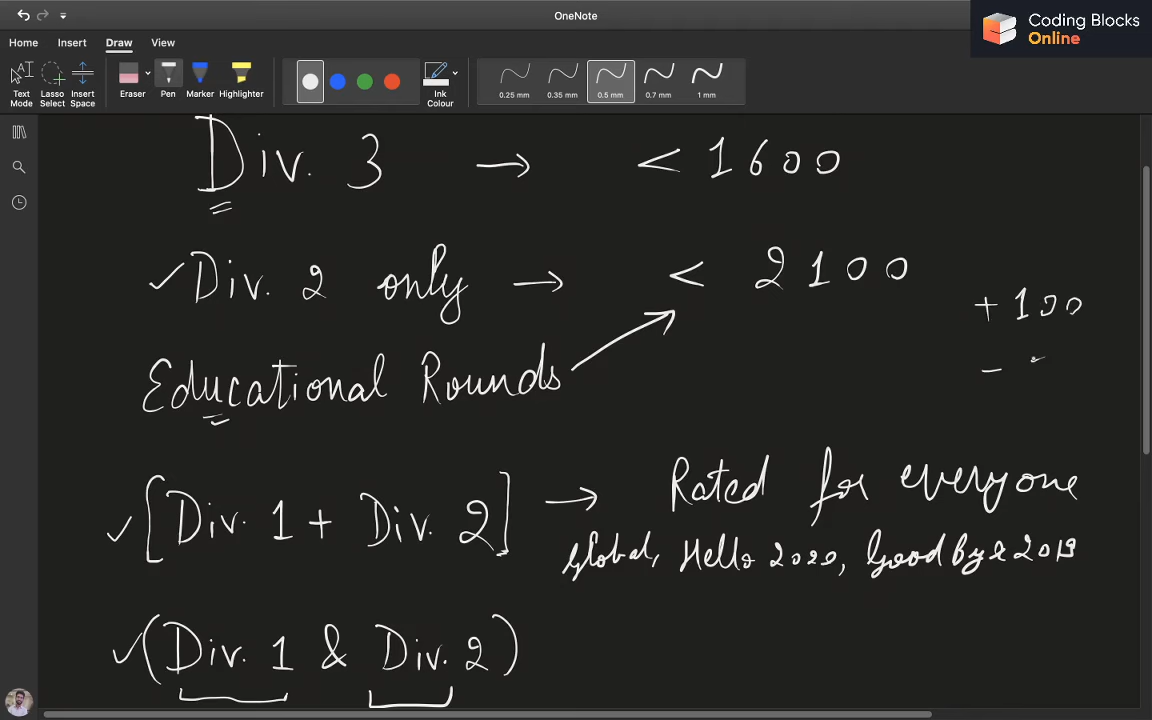 OneNote
Coding Blocks
Online
Home Insert Draw View
Text Mode Lasso Select Insert Space Eraser Pen Marker Highlighter Ink Colour 0.25 mm 0.35 mm 0.5 mm 0.7 mm 1 mm
Div. 3 → < 1600
✓Div. 2 only → < 2100
+100
-
Educational Rounds
✓[Div. 1 + Div. 2] → Rated for everyone
Global, Hello 2020, Good bye 2019
✓(Div. 1 & Div. 2)